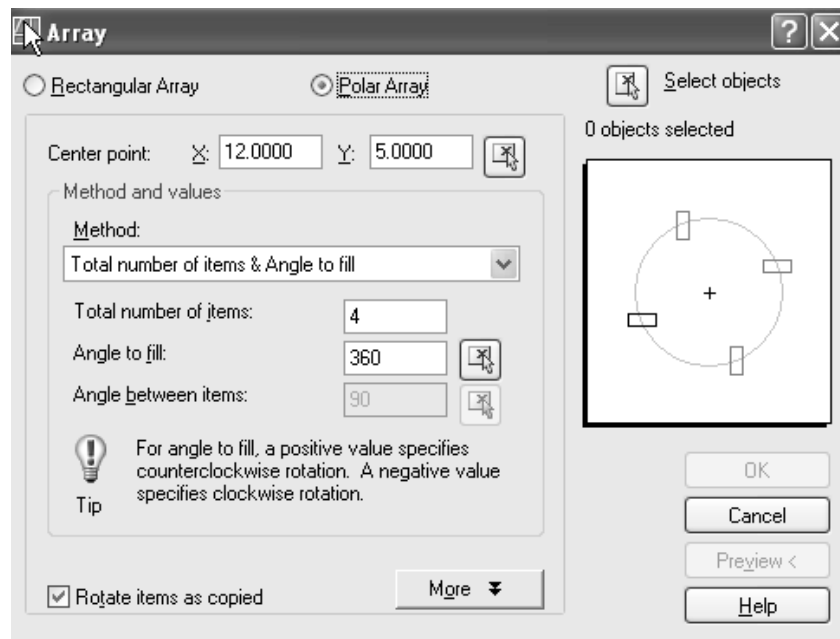 Array
Rectangular Array
Polar Array
Select objects
0 objects selected
Center point: X: 12.0000 Y: 5.0000
Method and values
Method:
Total number of items & Angle to fill
Total number of items: 4
Angle to fill: 360
Angle between items: 90
For angle to fill, a positive value specifies
counterclockwise rotation. A negative value
specifies clockwise rotation.
Tip
OK
Cancel
Preview <
Rotate items as copied
More
Help